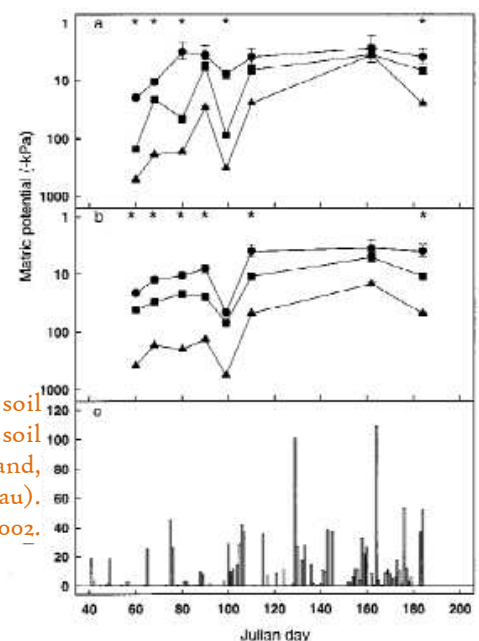 a * * * * * *
1
10
100
1000
Matric potential (-kPa)
b * * * * * *
1
10
100
1000
soil
soil
and,
au).
002.
c
120
100
80
60
40
20
0
40 60 80 100 120 140 160 180 200
Julian day